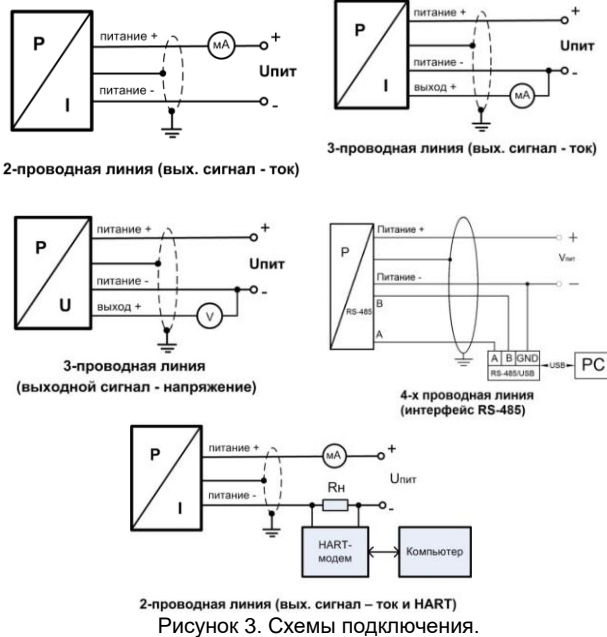 P
I
питание +
мА
+
Uпит
питание -
-
2-проводная линия (вых. сигнал - ток)
P
I
питание +
+
Uпит
питание -
-
выход +
мА
3-проводная линия (вых. сигнал - ток)
P
U
питание +
+
Uпит
питание -
-
выход +
V
3-проводная линия
(выходной сигнал - напряжение)
P
RS-485
Питание +
+
Vпит
Питание -
—
B
A
A B GND
RS-485/USB
USB
PC
4-х проводная линия
(интерфейс RS-485)
P
I
питание +
мА
+
Uпит
питание -
Rн
-
HART-
модем
Компьютер
2-проводная линия (вых. сигнал – ток и HART)
Рисунок 3. Схемы подключения.